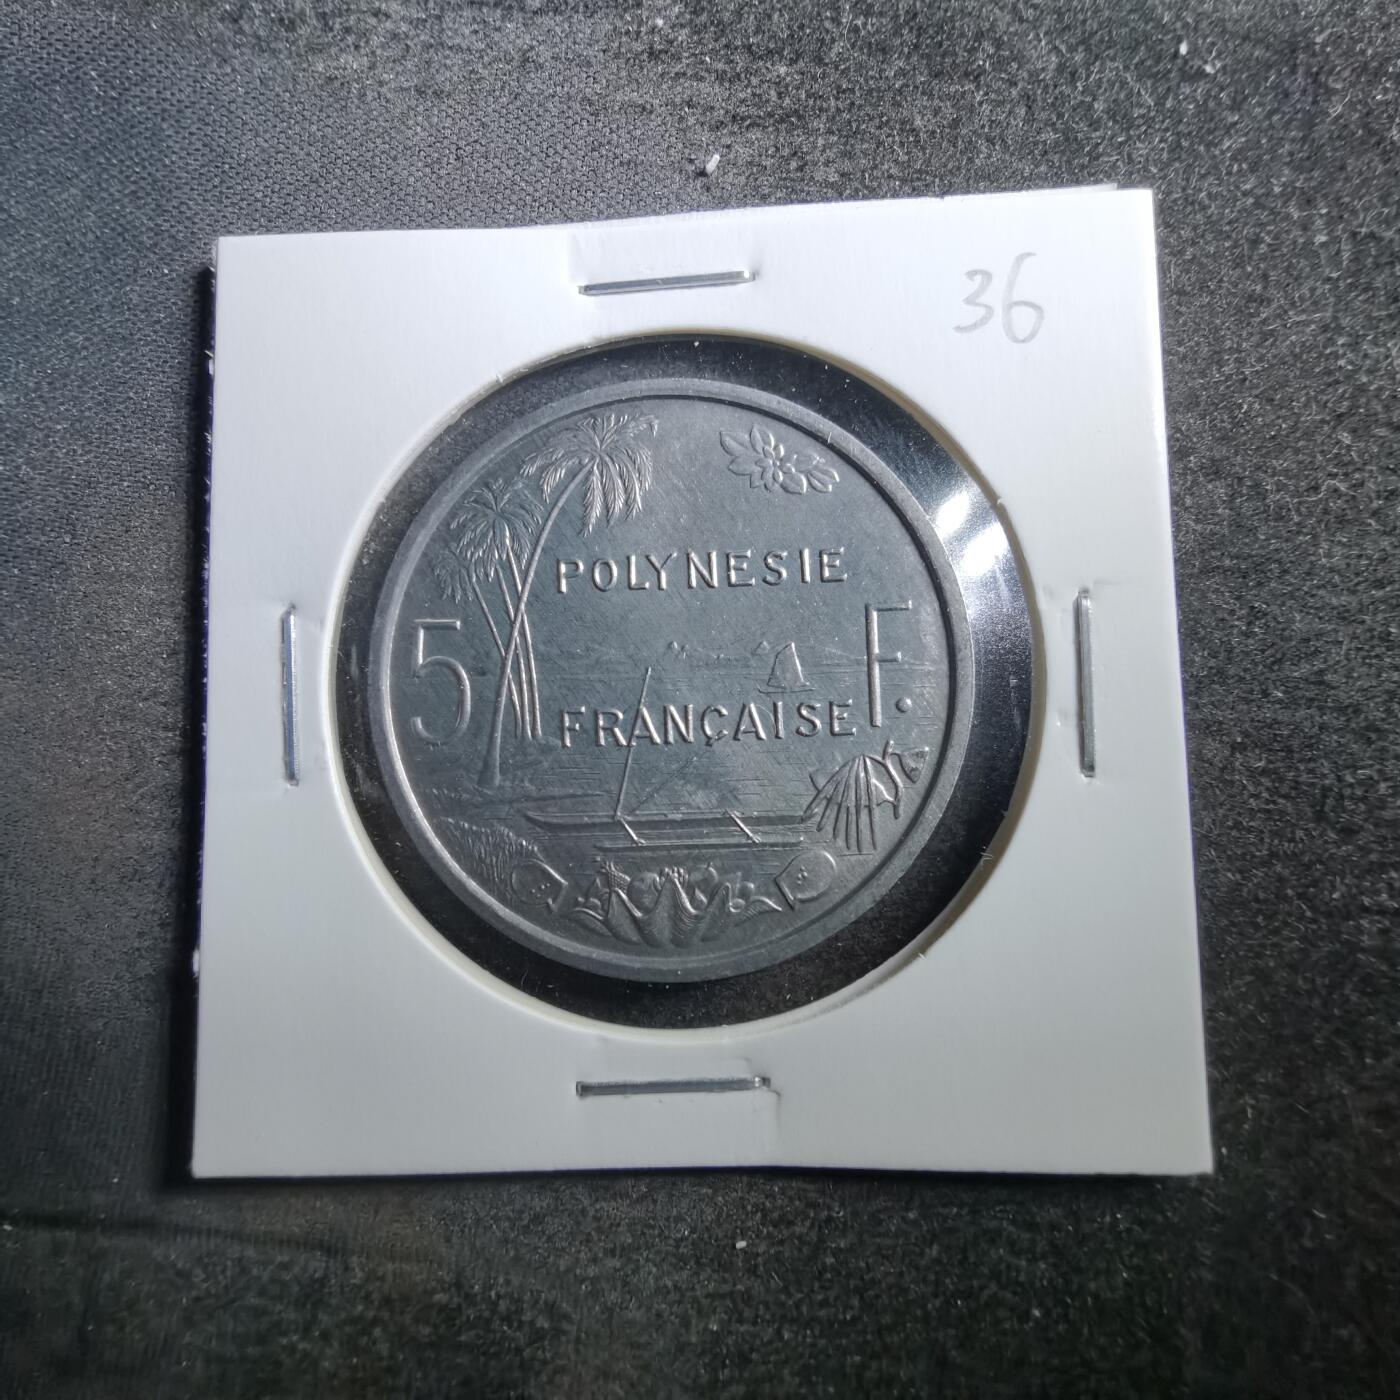 36
POLYNESIE
5 F.
FRANÇAISE